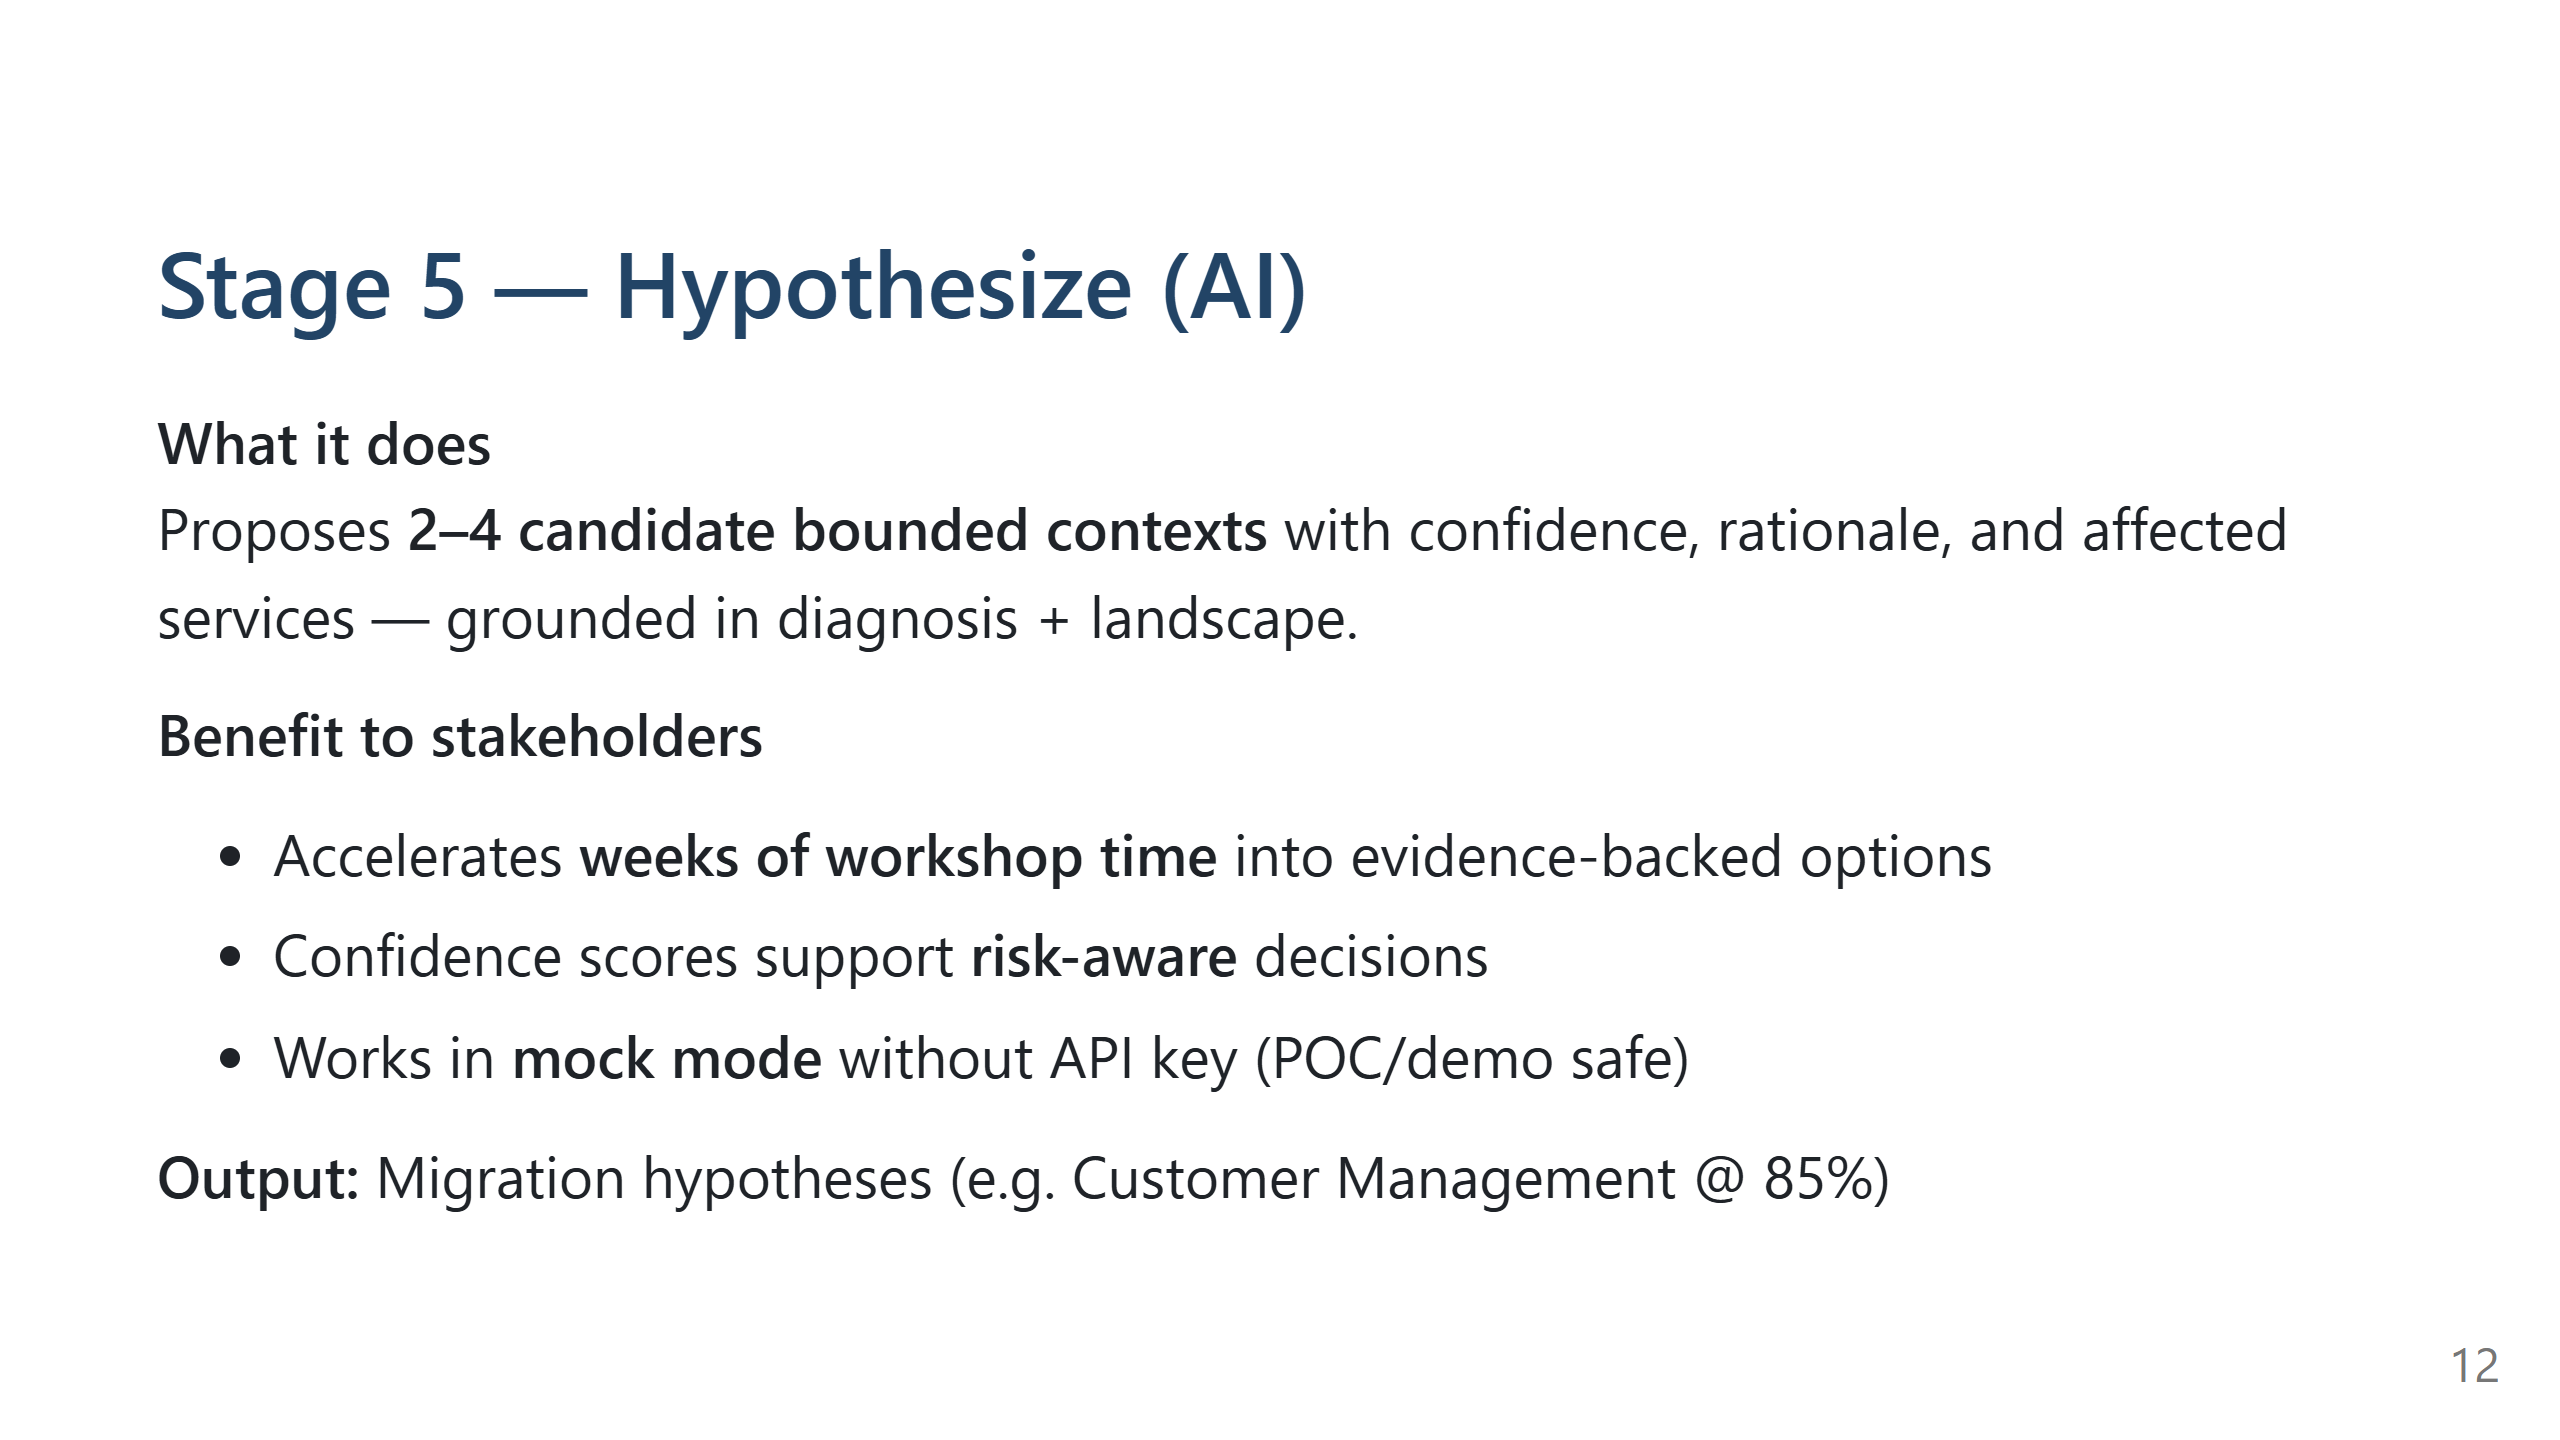 Stage 5 — Hypothesize (AI)
What it does
Proposes 2–4 candidate bounded contexts with confidence, rationale, and affected
services — grounded in diagnosis + landscape.
Benefit to stakeholders
• Accelerates weeks of workshop time into evidence-backed options
• Confidence scores support risk-aware decisions
• Works in mock mode without API key (POC/demo safe)
Output: Migration hypotheses (e.g. Customer Management @ 85%)
12